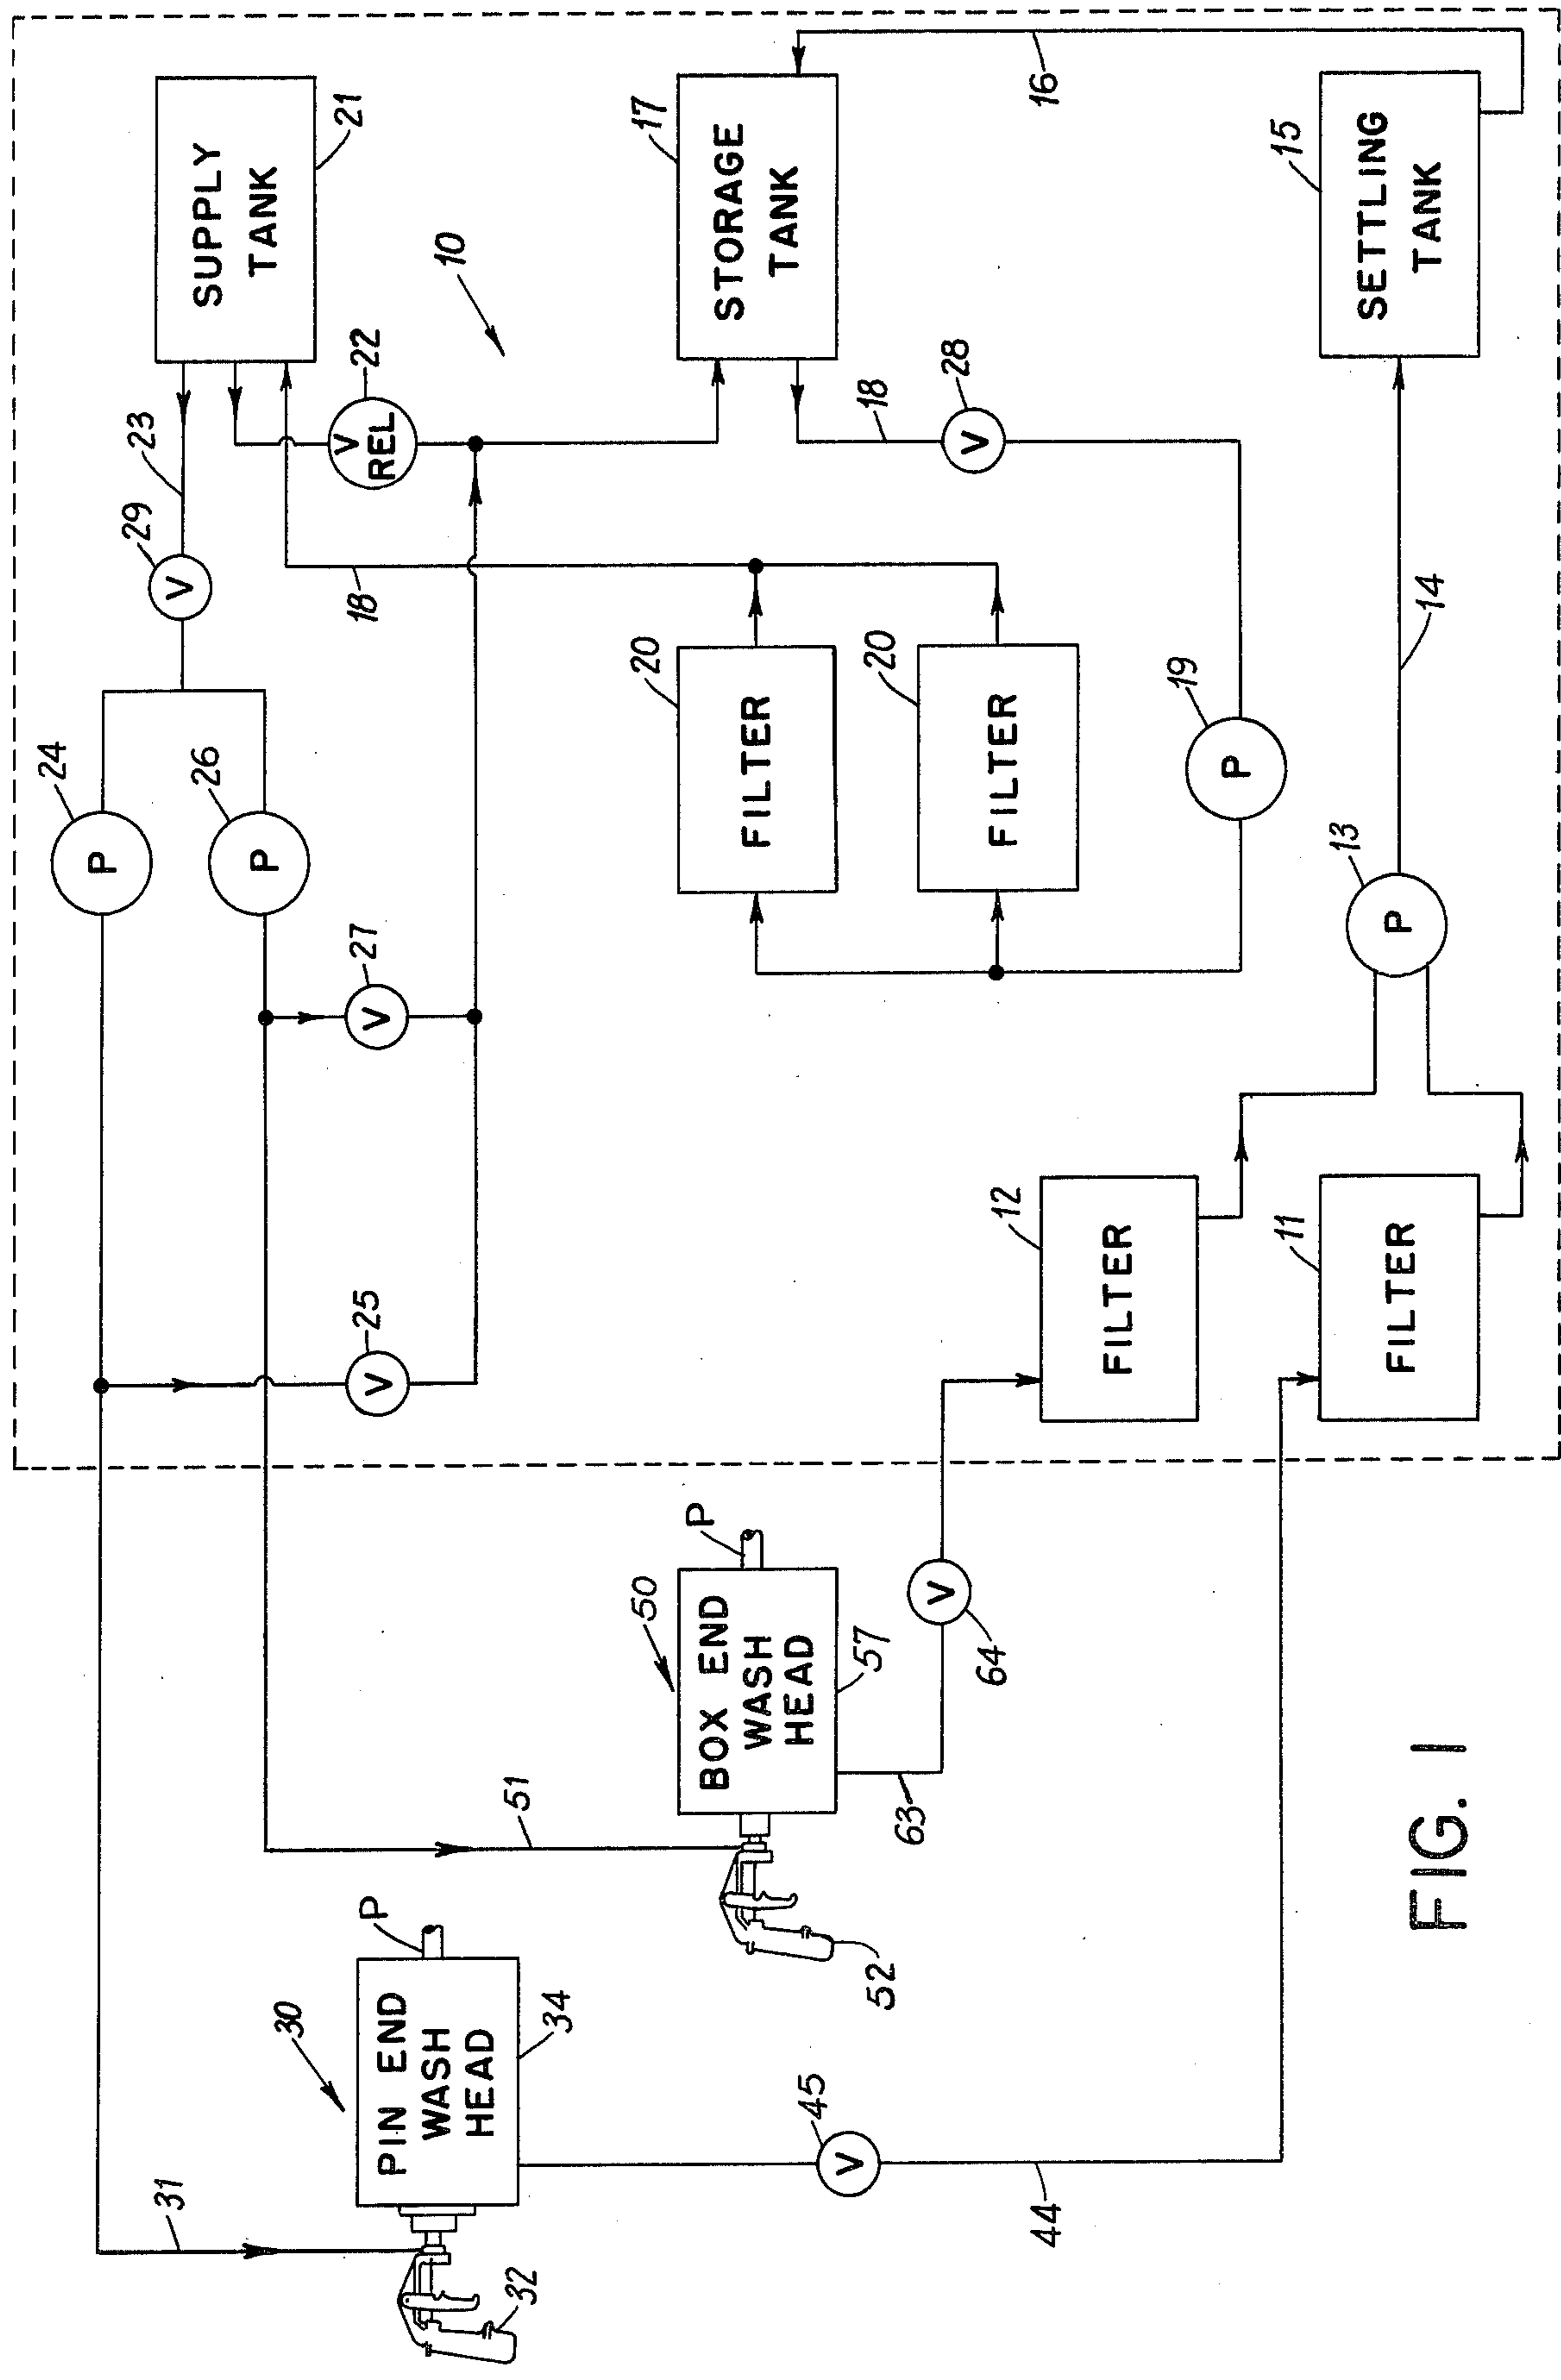 SUPPLY
TANK
21
STORAGE
TANK
17
16
SETTLING
TANK
15
10
V
REL
22
23
V
29
18
18
V
28
14
P
24
P
26
FILTER
20
FILTER
20
P
19
P
13
V
27
V
25
FILTER
12
FILTER
11
BOX END
WASH
HEAD
50
P
57
V
64
63
51
52
PIN END
WASH
HEAD
30
P
34
V
45
44
31
32
FIG. 1